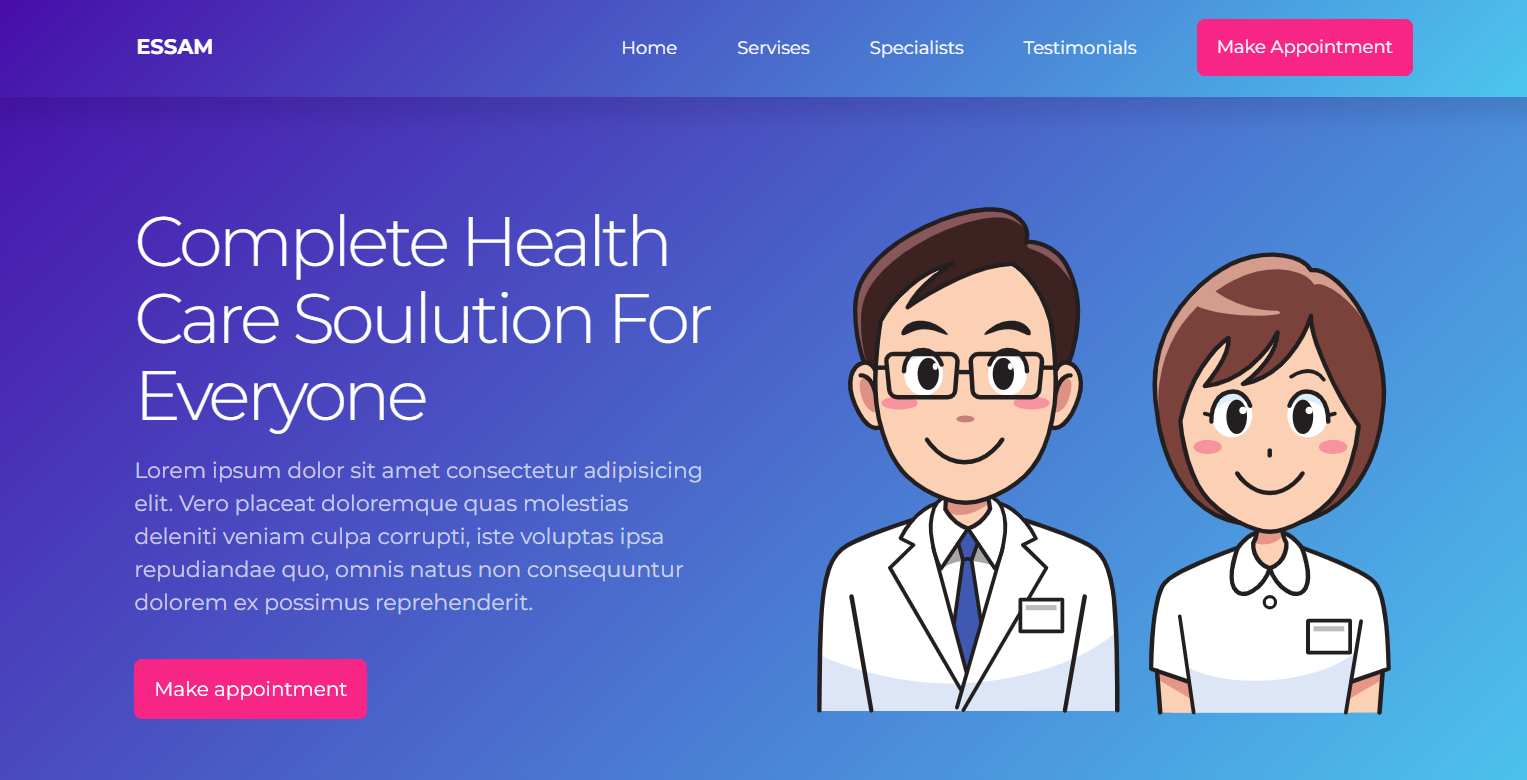 ESSAM
Home Servises Specialists Testimonials Make Appointment
Complete Health
Care Soulution For
Everyone
Lorem ipsum dolor sit amet consectetur adipisicing
elit. Vero placeat doloremque quas molestias
deleniti veniam culpa corrupti, iste voluptas ipsa
repudiandae quo, omnis natus non consequuntur
dolorem ex possimus reprehenderit.
Make appointment